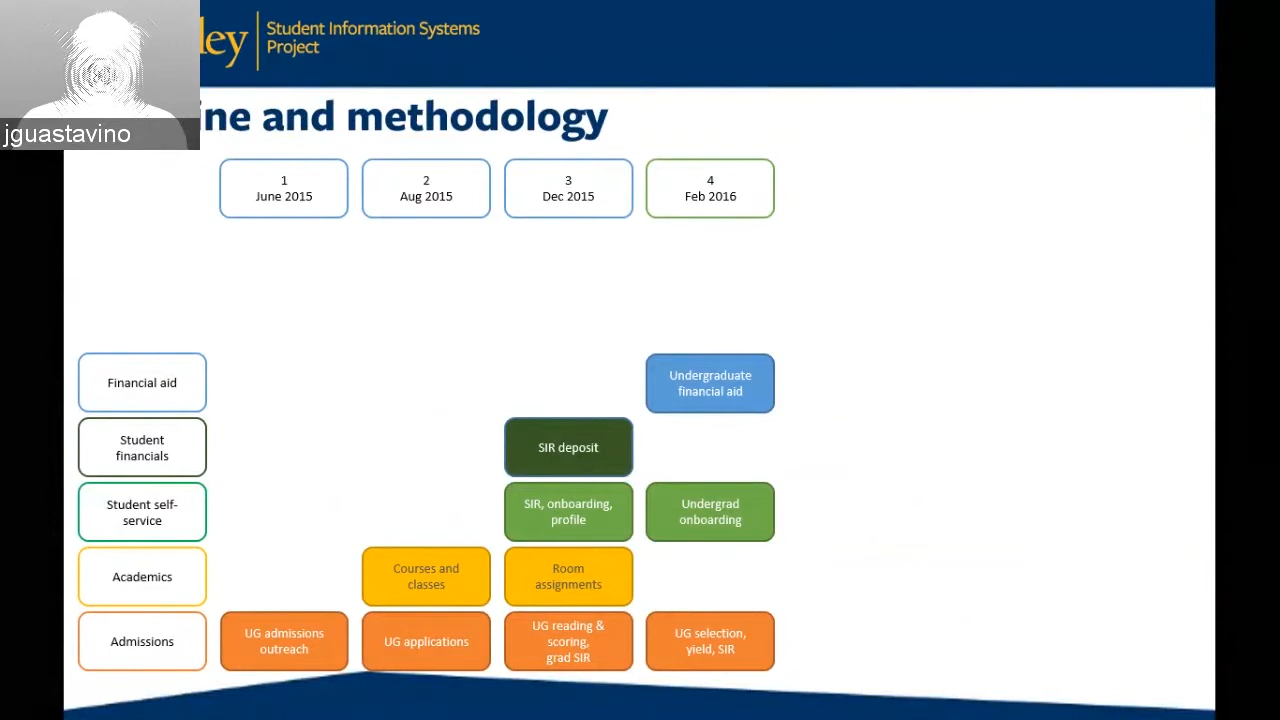 ley
Student Information Systems
Project
jguastavino
ine and methodology
1
June 2015
2
Aug 2015
3
Dec 2015
4
Feb 2016
Financial aid
Undergraduate
financial aid
Student
financials
SIR deposit
Student self-
service
SIR, onboarding,
profile
Undergrad
onboarding
Academics
Courses and
classes
Room
assignments
Admissions
UG admissions
outreach
UG applications
UG reading &
scoring,
grad SIR
UG selection,
yield, SIR